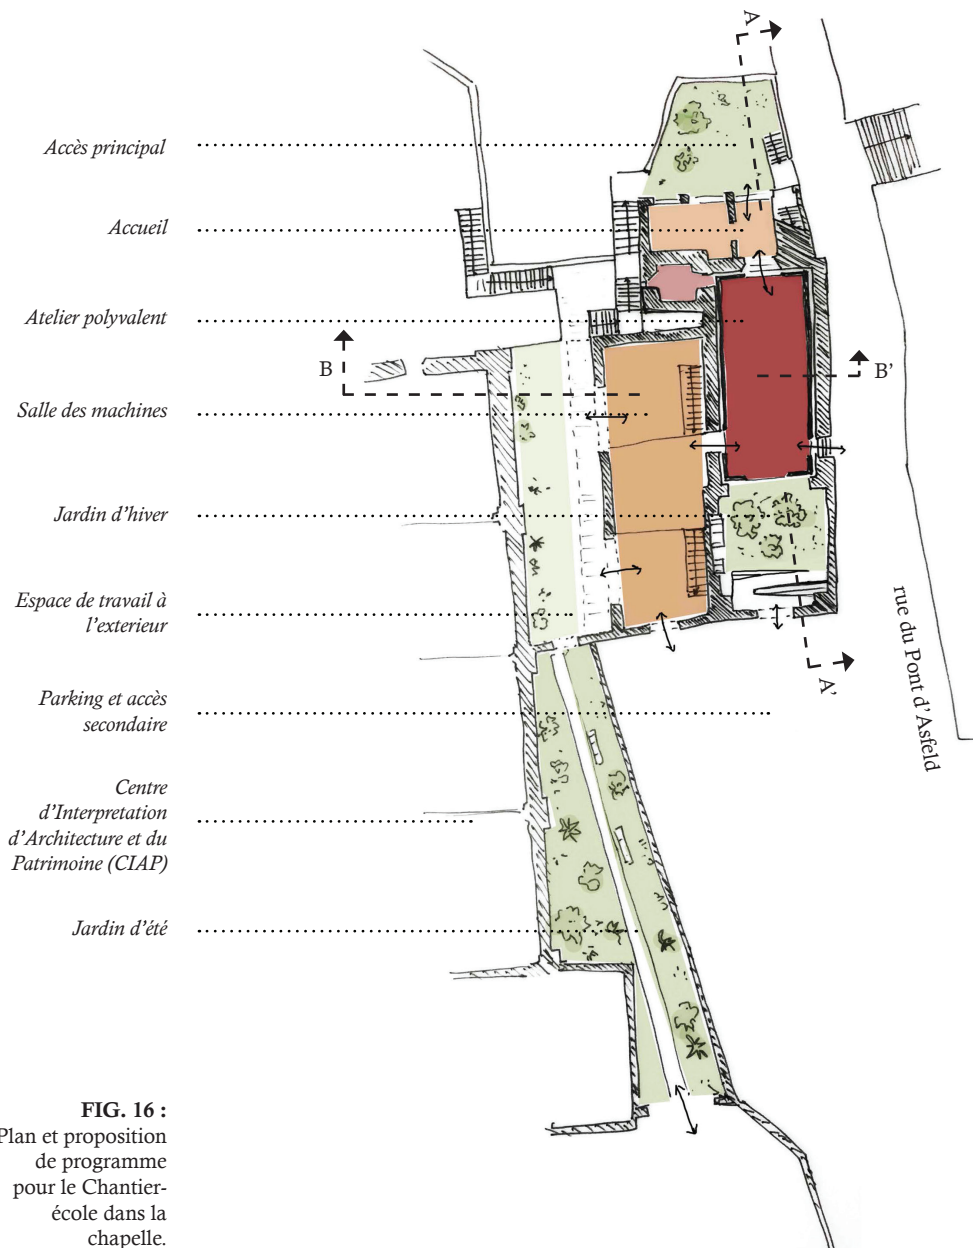 A
Accès principal
Accueil
Atelier polyvalent
B
B'
Salle des machines
Jardin d'hiver
Espace de travail à
l'exterieur
rue du Pont d'Asfeld
A'
Parking et accès
secondaire
Centre
d'Interpretation
d'Architecture et du
Patrimoine (CIAP)
Jardin d'été
FIG. 16 :
Plan et proposition
de programme
pour le Chantier-
école dans la
chapelle.